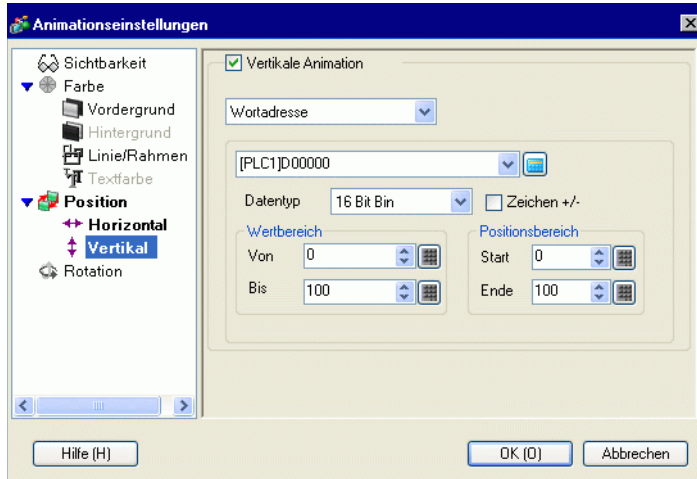 Animationseinstellungen
Sichtbarkeit
Farbe
Vordergrund
Hintergrund
Linie/Rahmen
Textfarbe
Position
Horizontal
Vertikal
Rotation
Vertikale Animation
Wortadresse
[PLC1]D00000
Datentyp 16 Bit Bin Zeichen +/-
Wertbereich Positionsbereich
Von 0 Start 0
Bis 100 Ende 100
Hilfe (H) OK (O) Abbrechen